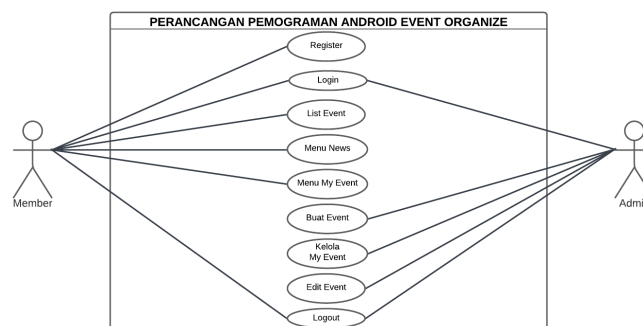 PERANCANGAN PEMOGRAMAN ANDROID EVENT ORGANIZE
Register
Login
List Event
Menu News
Menu My Event
Buat Event
Kelola
My Event
Edit Event
Logout
Member
Admi